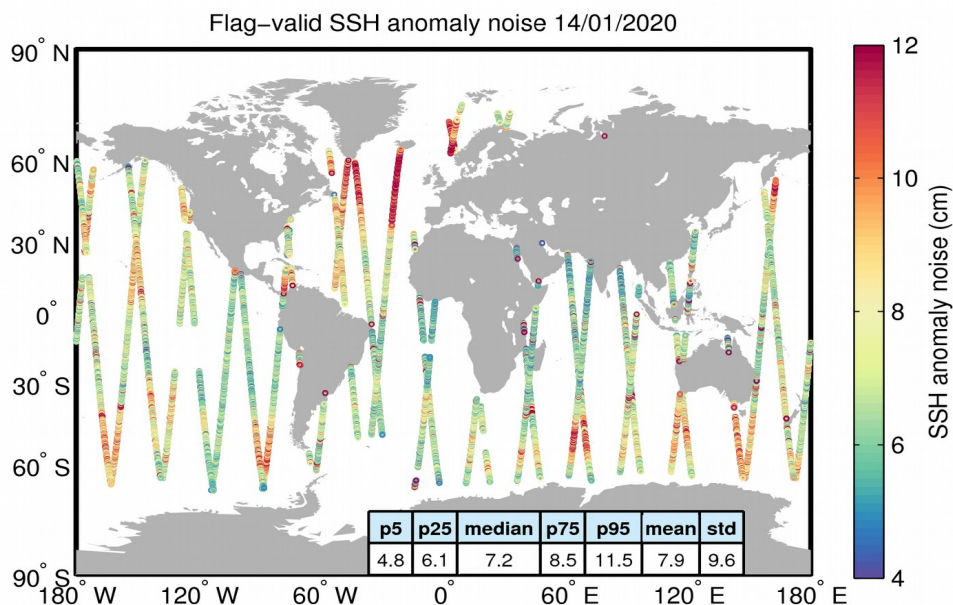 Flag−valid SSH anomaly noise 14/01/2020
90° N
60° N
30° N
0°
30° S
60° S
90° S
180° W
120° W
60° W
0°
60° E
120° E
180° E
12
10
8
6
4
SSH anomaly noise (cm)
p5 p25 median p75 p95 mean std
4.8 6.1 7.2 8.5 11.5 7.9 9.6